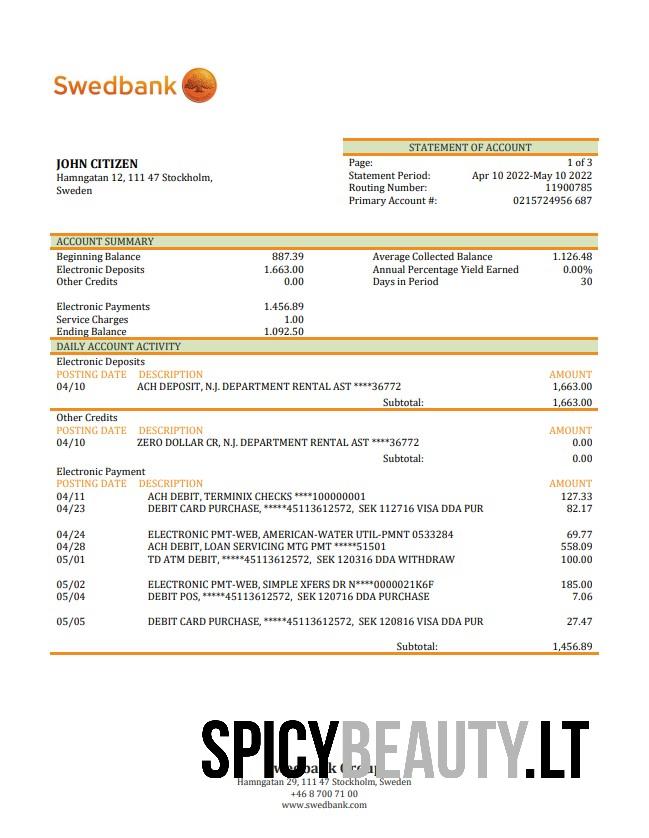 Swedbank
STATEMENT OF ACCOUNT
JOHN CITIZEN
Hamngatan 12, 111 47 Stockholm,
Sweden
Page: 1 of 3
Statement Period: Apr 10 2022-May 10 2022
Routing Number: 11900785
Primary Account #: 0215724956 687
ACCOUNT SUMMARY
Beginning Balance 887.39 Average Collected Balance 1.126.48
Electronic Deposits 1.663.00 Annual Percentage Yield Earned 0.00%
Other Credits 0.00 Days in Period 30
Electronic Payments 1.456.89
Service Charges 1.00
Ending Balance 1.092.50
DAILY ACCOUNT ACTIVITY
Electronic Deposits
POSTING DATE DESCRIPTION AMOUNT
04/10 ACH DEPOSIT, N.J. DEPARTMENT RENTAL AST ****36772 1,663.00
Subtotal: 1,663.00
Other Credits
POSTING DATE DESCRIPTION AMOUNT
04/10 ZERO DOLLAR CR, N.J. DEPARTMENT RENTAL AST ****36772 0.00
Subtotal: 0.00
Electronic Payment
POSTING DATE DESCRIPTION AMOUNT
04/11 ACH DEBIT, TERMINIX CHECKS ****100000001 127.33
04/23 DEBIT CARD PURCHASE, *****45113612572, SEK 112716 VISA DDA PUR 82.17
04/24 ELECTRONIC PMT-WEB, AMERICAN-WATER UTIL-PMNT 0533284 69.77
04/28 ACH DEBIT, LOAN SERVICING MTG PMT *****51501 558.09
05/01 TD ATM DEBIT, *****45113612572, SEK 120316 DDA WITHDRAW 100.00
05/02 ELECTRONIC PMT-WEB, SIMPLE XFERS DR N****0000021K6F 185.00
05/04 DEBIT POS, *****45113612572, SEK 120716 DDA PURCHASE 7.06
05/05 DEBIT CARD PURCHASE, *****45113612572, SEK 120816 VISA DDA PUR 27.47
Subtotal: 1,456.89
SPICYBEAUTY.LT
Hamngatan 29, 111 47 Stockholm, Sweden
+46 8 700 71 00
www.swedbank.com